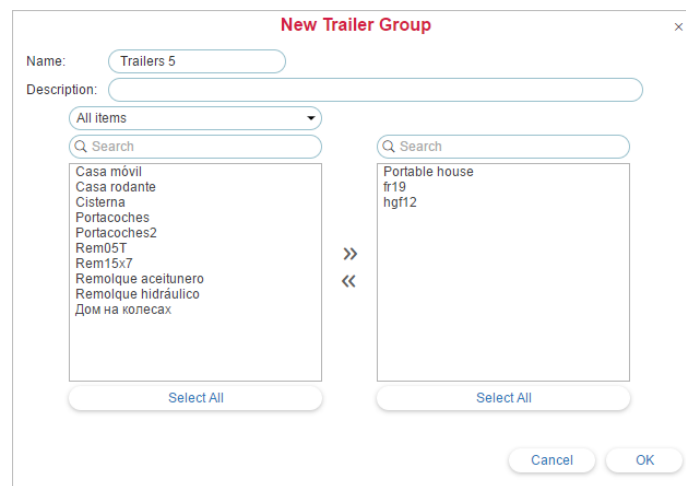 New Trailer Group
×
Name:
Trailers 5
Description:
All items
Search
Casa móvil
Casa rodante
Cisterna
Portacoches
Portacoches2
Rem05T
Rem15x7
Remolque aceitunero
Remolque hidráulico
Дом на колесах
Select All
»
«
Search
Portable house
fr19
hgf12
Select All
Cancel
OK